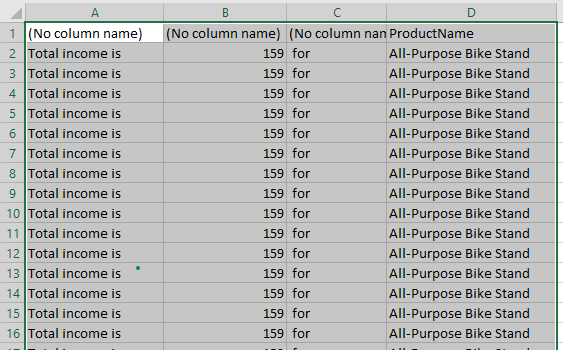 A B C D
1 (No column name) (No column name) (No column nam ProductName
2 Total income is 159 for All-Purpose Bike Stand
3 Total income is 159 for All-Purpose Bike Stand
4 Total income is 159 for All-Purpose Bike Stand
5 Total income is 159 for All-Purpose Bike Stand
6 Total income is 159 for All-Purpose Bike Stand
7 Total income is 159 for All-Purpose Bike Stand
8 Total income is 159 for All-Purpose Bike Stand
9 Total income is 159 for All-Purpose Bike Stand
10 Total income is 159 for All-Purpose Bike Stand
11 Total income is 159 for All-Purpose Bike Stand
12 Total income is 159 for All-Purpose Bike Stand
13 Total income is 159 for All-Purpose Bike Stand
14 Total income is 159 for All-Purpose Bike Stand
15 Total income is 159 for All-Purpose Bike Stand
16 Total income is 159 for All-Purpose Bike Stand